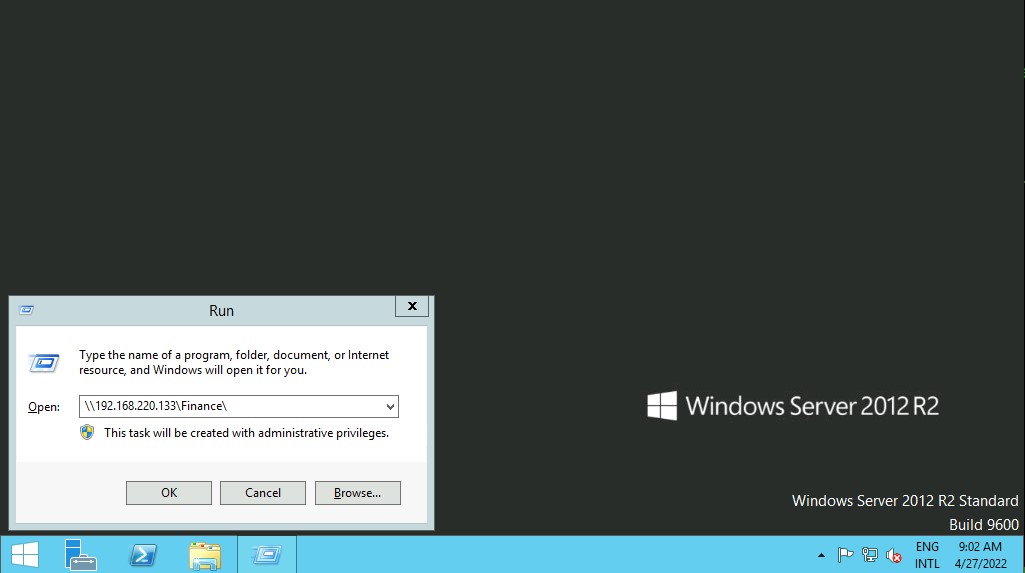 Run
Type the name of a program, folder, document, or Internet
resource, and Windows will open it for you.
Open: \\192.168.220.133\Finance\
This task will be created with administrative privileges.
OK Cancel Browse...
Windows Server 2012 R2
Windows Server 2012 R2 Standard
Build 9600
ENG 9:02 AM
INTL 4/27/2022